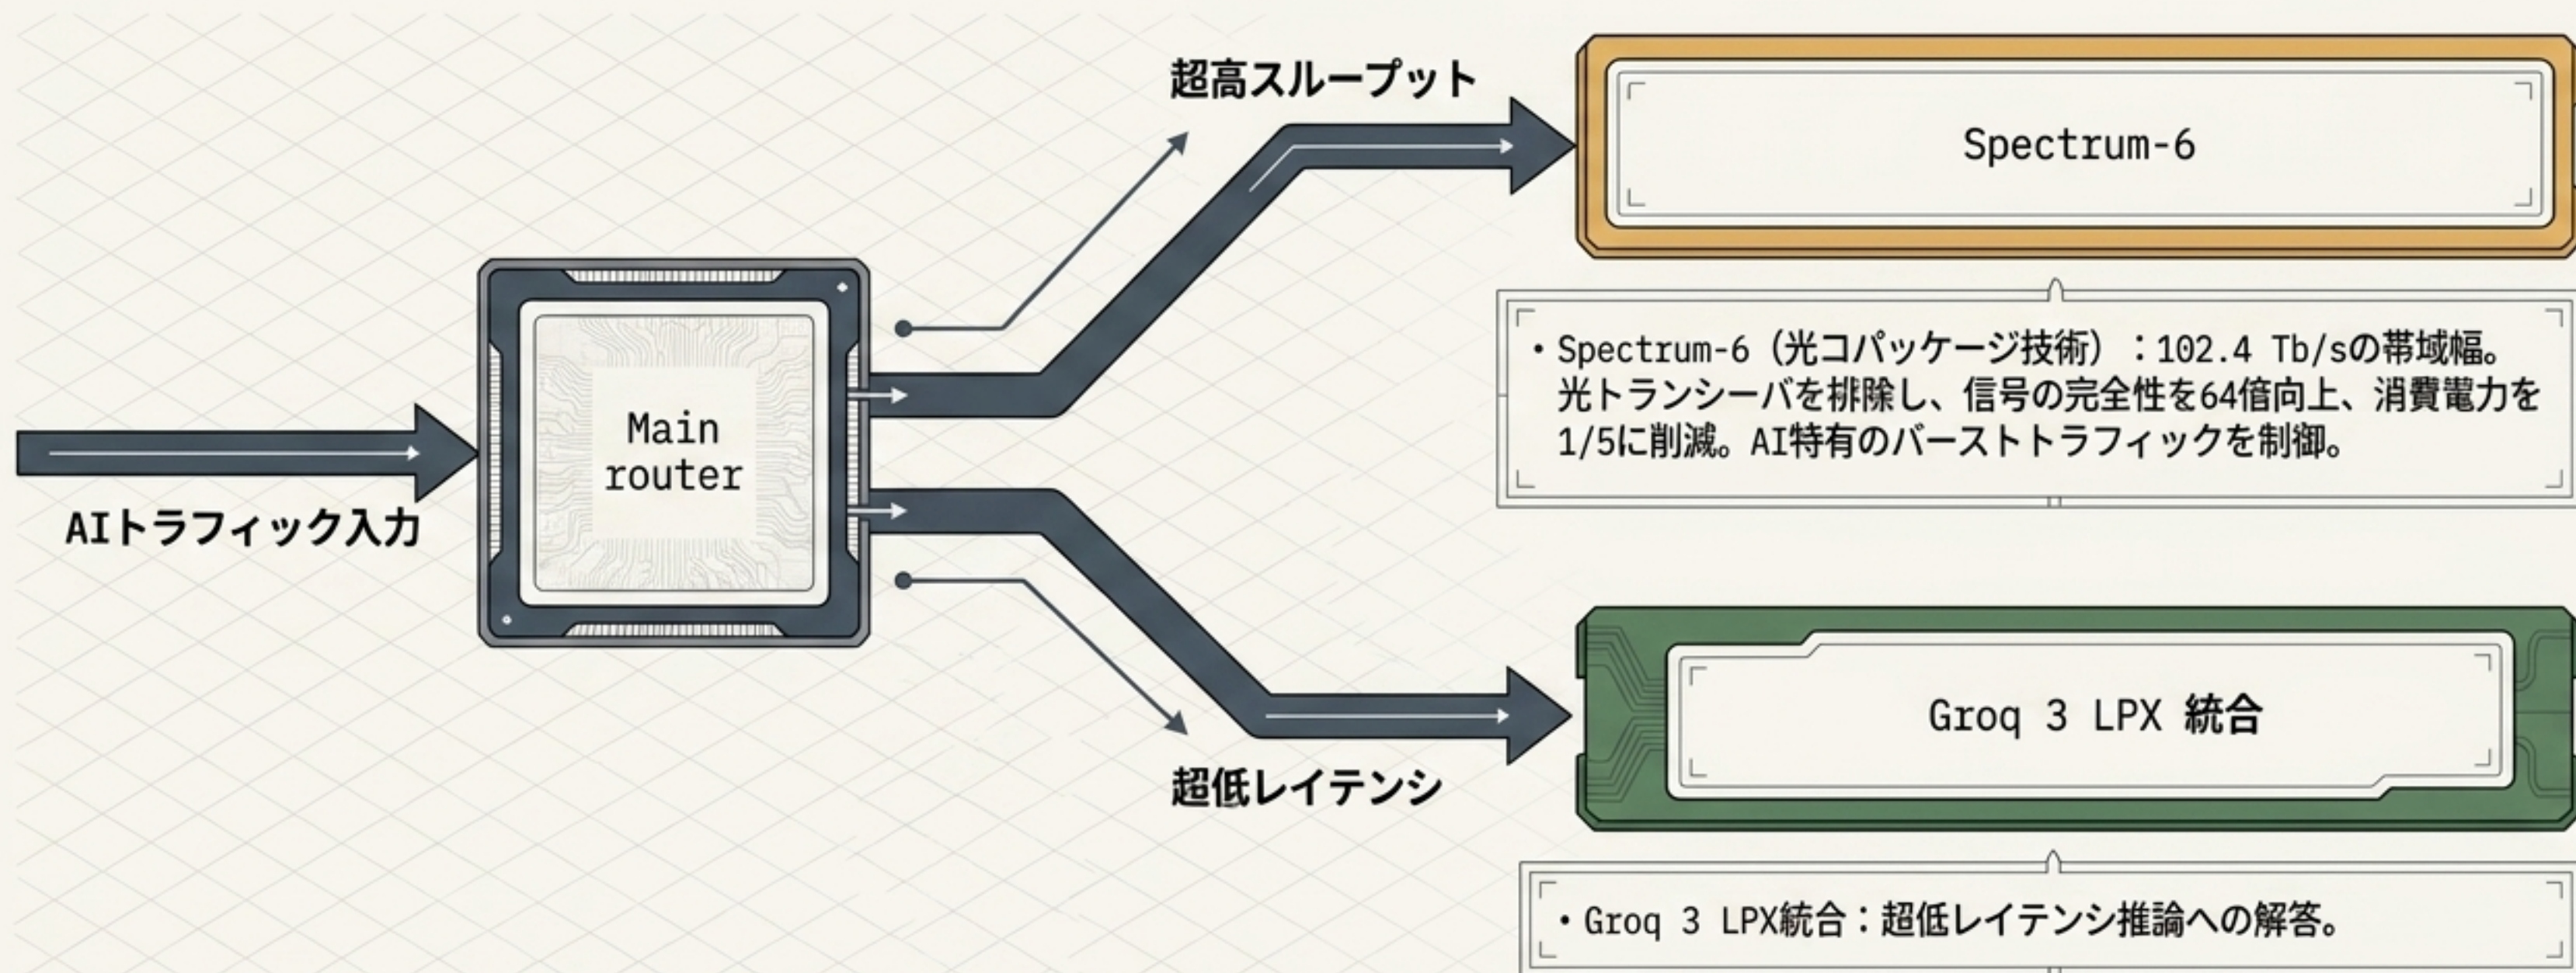 超高スループット
Spectrum-6
• Spectrum-6（光コパッケージ技術）：102.4 Tb/sの帯域幅。
光トランシーバを排除し、信号の完全性を64倍向上、消費電力を
1/5に削減。AI特有のバーストトラフィックを制御。
Main
router
AIトラフィック入力
超低レイテンシ
Groq 3 LPX 統合
• Groq 3 LPX統合：超低レイテンシ推論への解答。